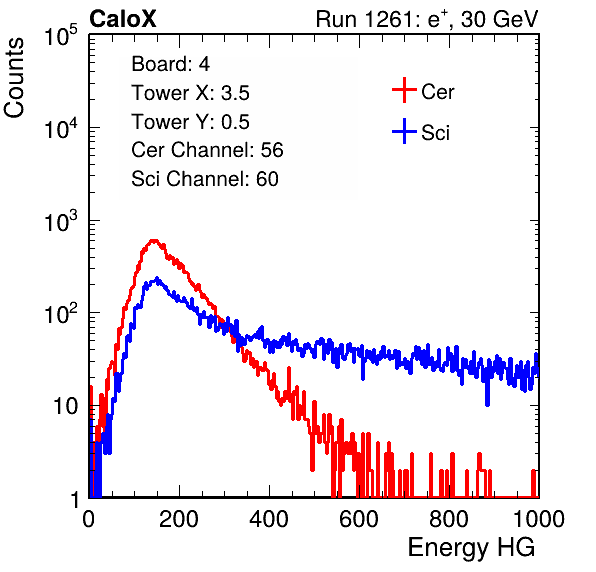 CaloX Run 1261: e⁺, 30 GeV
Counts
Board: 4
Tower X: 3.5
Tower Y: 0.5
Cer Channel: 56
Sci Channel: 60
Cer
Sci
10⁵
10⁴
10³
10²
10
1
0 200 400 600 800 1000
Energy HG